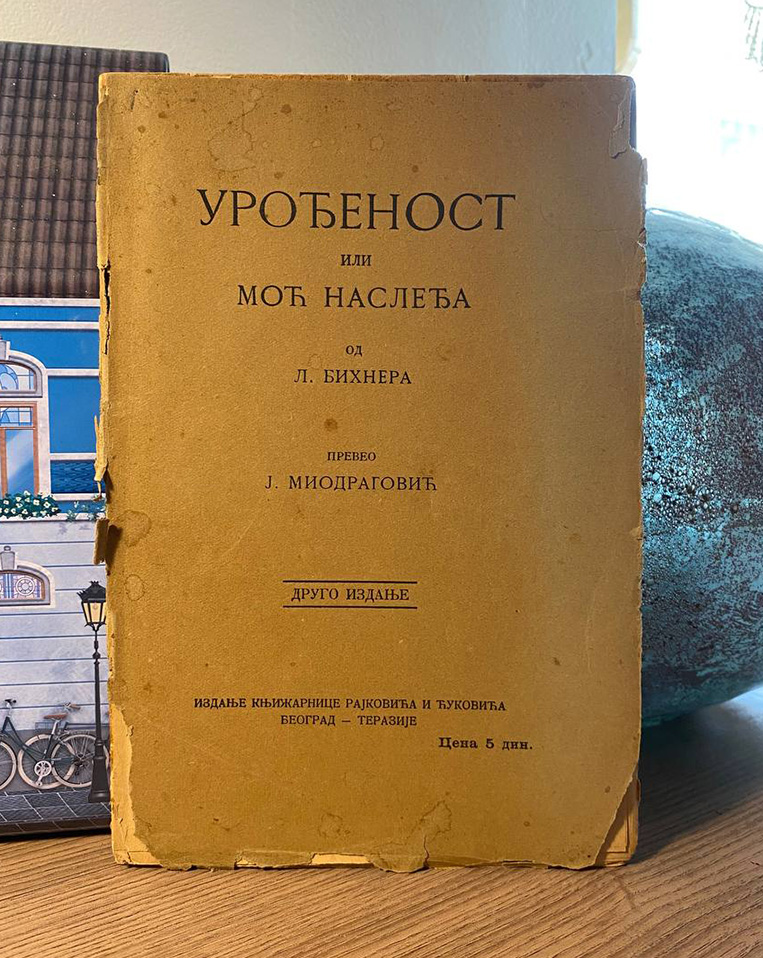 УРОЂЕНОСТ
ИЛИ
МОЋ НАСЛЕЂА
ОД
Л. БИХНЕРА
ПРЕВЕО
Ј. МИОДРАГОВИЋ
ДРУГО ИЗДАЊЕ
ИЗДАЊЕ КЊИЖАРНИЦЕ РАЈКОВИЋА И ЋУКОВИЋА
БЕОГРАД — ТЕРАЗИЈЕ
Цена 5 дин.